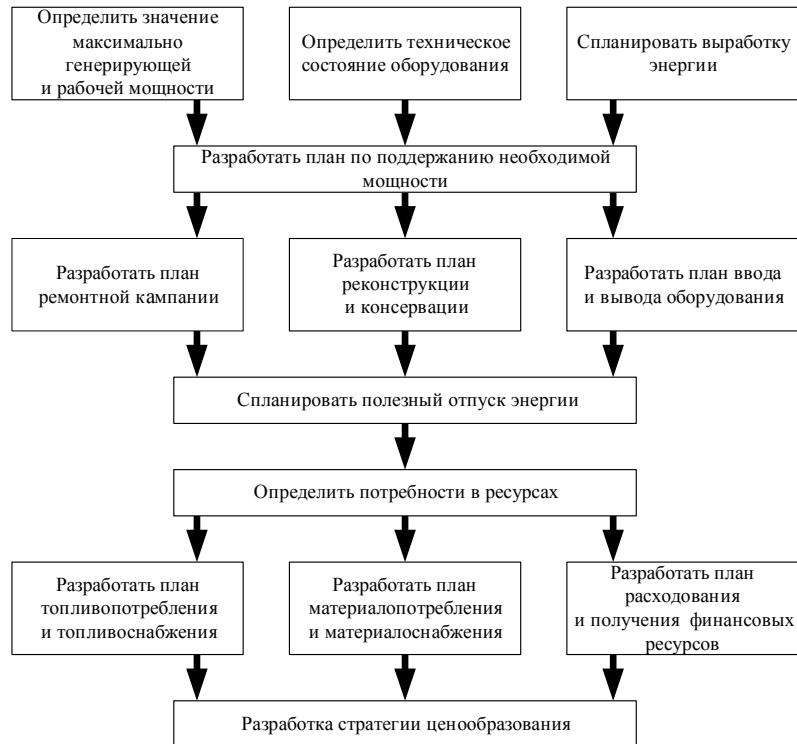 Определить значение
максимально
генерирующей
и рабочей мощности
Определить техническое
состояние оборудования
Спланировать выработку
энергии
Разработать план по поддержанию необходимой
мощности
Разработать план
ремонтной кампании
Разработать план
реконструкции
и консервации
Разработать план ввода
и вывода оборудования
Спланировать полезный отпуск энергии
Определить потребности в ресурсах
Разработать план
топливопотребления
и топливоснабжения
Разработать план
материалопотребления
и материалоснабжения
Разработать план
расходования
и получения финансовых
ресурсов
Разработка стратегии ценообразования